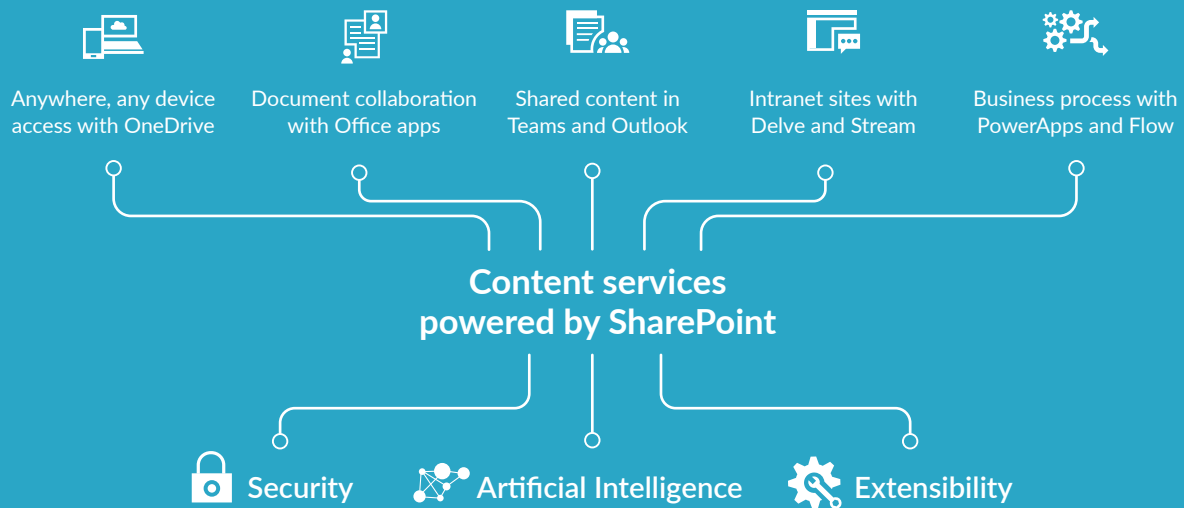 Anywhere, any device
access with OneDrive
Document collaboration
with Office apps
Shared content in
Teams and Outlook
Intranet sites with
Delve and Stream
Business process with
PowerApps and Flow
Content services
powered by SharePoint
Security
Artificial Intelligence
Extensibility